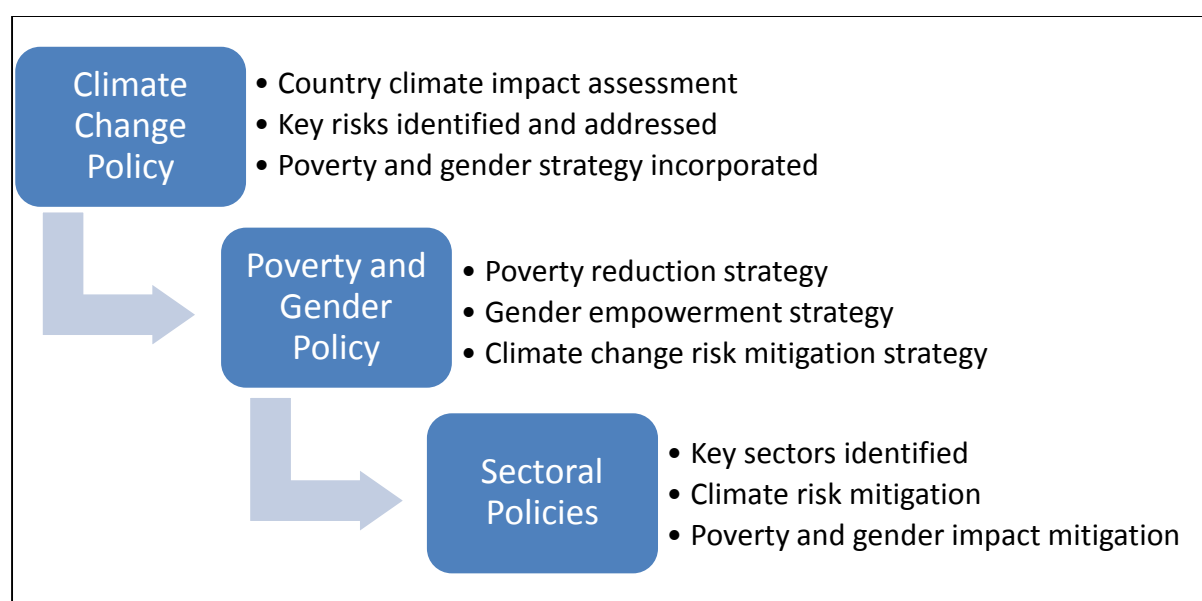 Climate
Change
Policy
• Country climate impact assessment
• Key risks identified and addressed
• Poverty and gender strategy incorporated
Poverty and
Gender
Policy
• Poverty reduction strategy
• Gender empowerment strategy
• Climate change risk mitigation strategy
Sectoral
Policies
• Key sectors identified
• Climate risk mitigation
• Poverty and gender impact mitigation